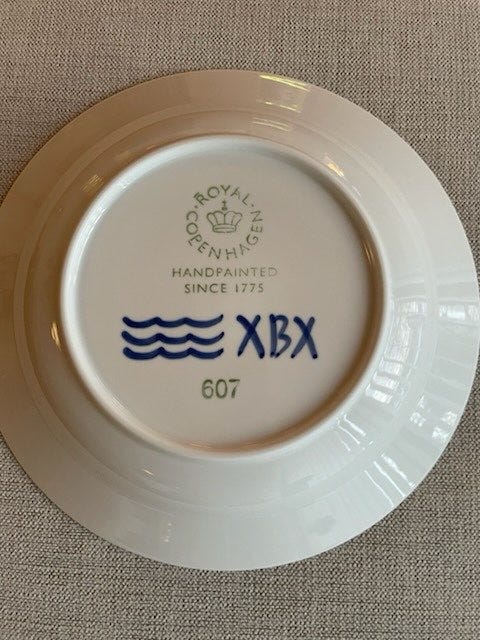 ROYAL
COPENHAGEN
HANDPAINTED
SINCE 1775
XBX
607